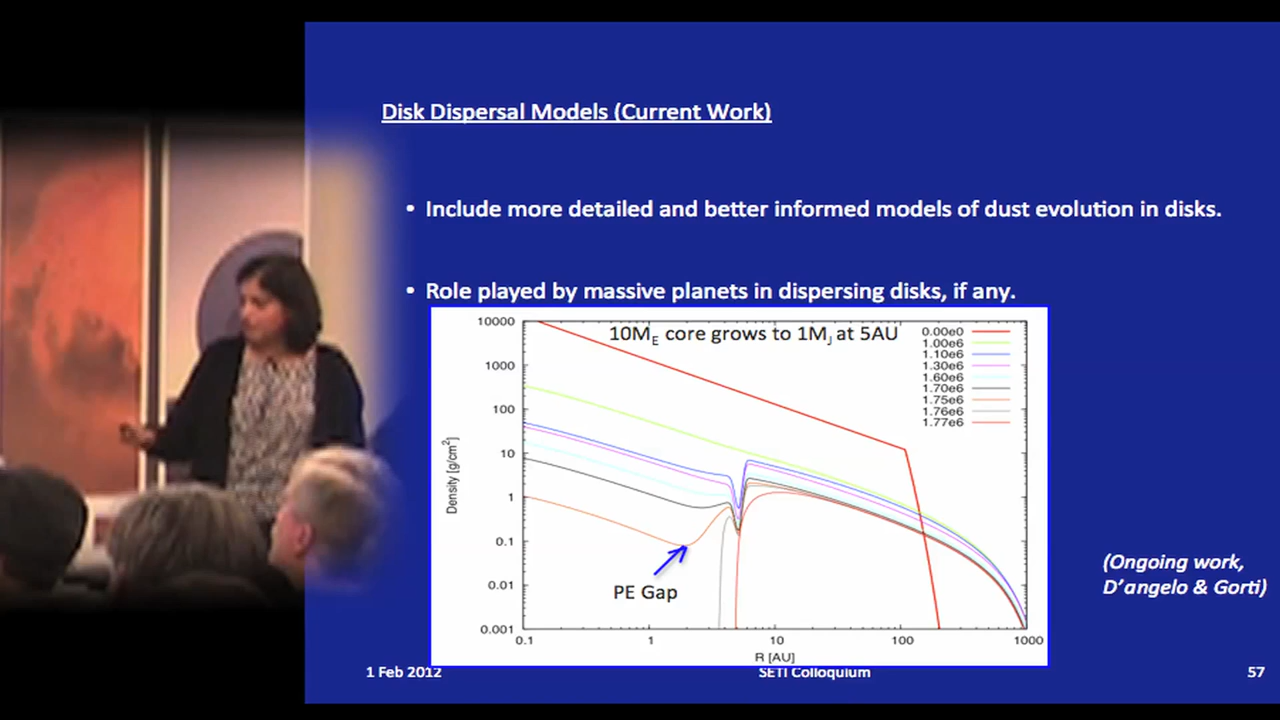 Disk Dispersal Models (Current Work)
• Include more detailed and better informed models of dust evolution in disks.
• Role played by massive planets in dispersing disks, if any.
10M_E core grows to 1M_J at 5AU
0.00e0
1.00e6
1.10e6
1.30e6
1.60e6
1.70e6
1.75e6
1.76e6
1.77e6
10000
1000
100
10
1
0.1
0.01
0.001
Density [g/cm²]
PE Gap
0.1 1 10 100 1000
R [AU]
(Ongoing work,
D'angelo & Gorti)
1 Feb 2012 SETI Colloquium 57